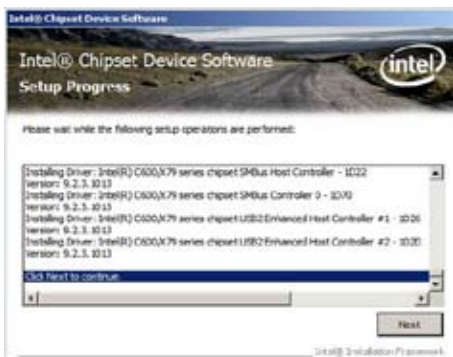 Intel® Chipset Device Software
Intel® Chipset Device Software
Setup Progress
intel
Please wait while the following setup operations are performed:
Installing Driver: Intel(R) C600/X79 series chipset SMBus Host Controller - 1D22
Version: 9.2.3.1013
Installing Driver: Intel(R) C600/X79 series chipset SMBus Controller 0 - 1D70
Version: 9.2.3.1013
Installing Driver: Intel(R) C600/X79 series chipset USB2 Enhanced Host Controller #1 - 1D26
Version: 9.2.3.1013
Installing Driver: Intel(R) C600/X79 series chipset USB2 Enhanced Host Controller #2 - 1D2D
Version: 9.2.3.1013
Click Next to continue.
Next
Intel® Installation Framework